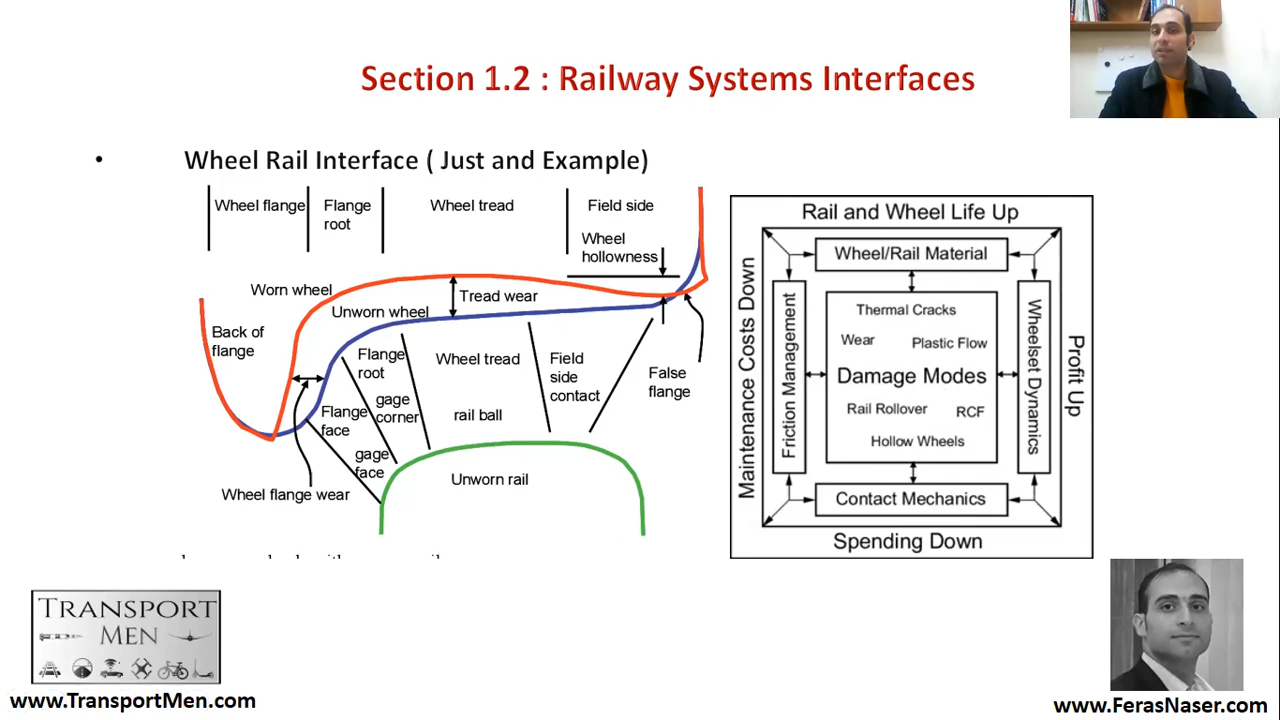 Section 1.2 : Railway Systems Interfaces
• Wheel Rail Interface ( Just and Example)
Wheel flange
Flange
root
Wheel tread
Field side
Wheel
hollowness
Worn wheel
Tread wear
Unworn wheel
Back of
flange
Flange
root
Wheel tread
Field
side
contact
False
flange
gage
corner
rail ball
Flange
face
gage
face
Wheel flange wear
Unworn rail
Rail and Wheel Life Up
Maintenance Costs Down
Profit Up
Spending Down
Wheel/Rail Material
Friction Management
Wheelset Dynamics
Contact Mechanics
Thermal Cracks
Wear
Plastic Flow
Damage Modes
Rail Rollover
RCF
Hollow Wheels
TRANSPORT
MEN
www.TransportMen.com
www.FerasNaser.com